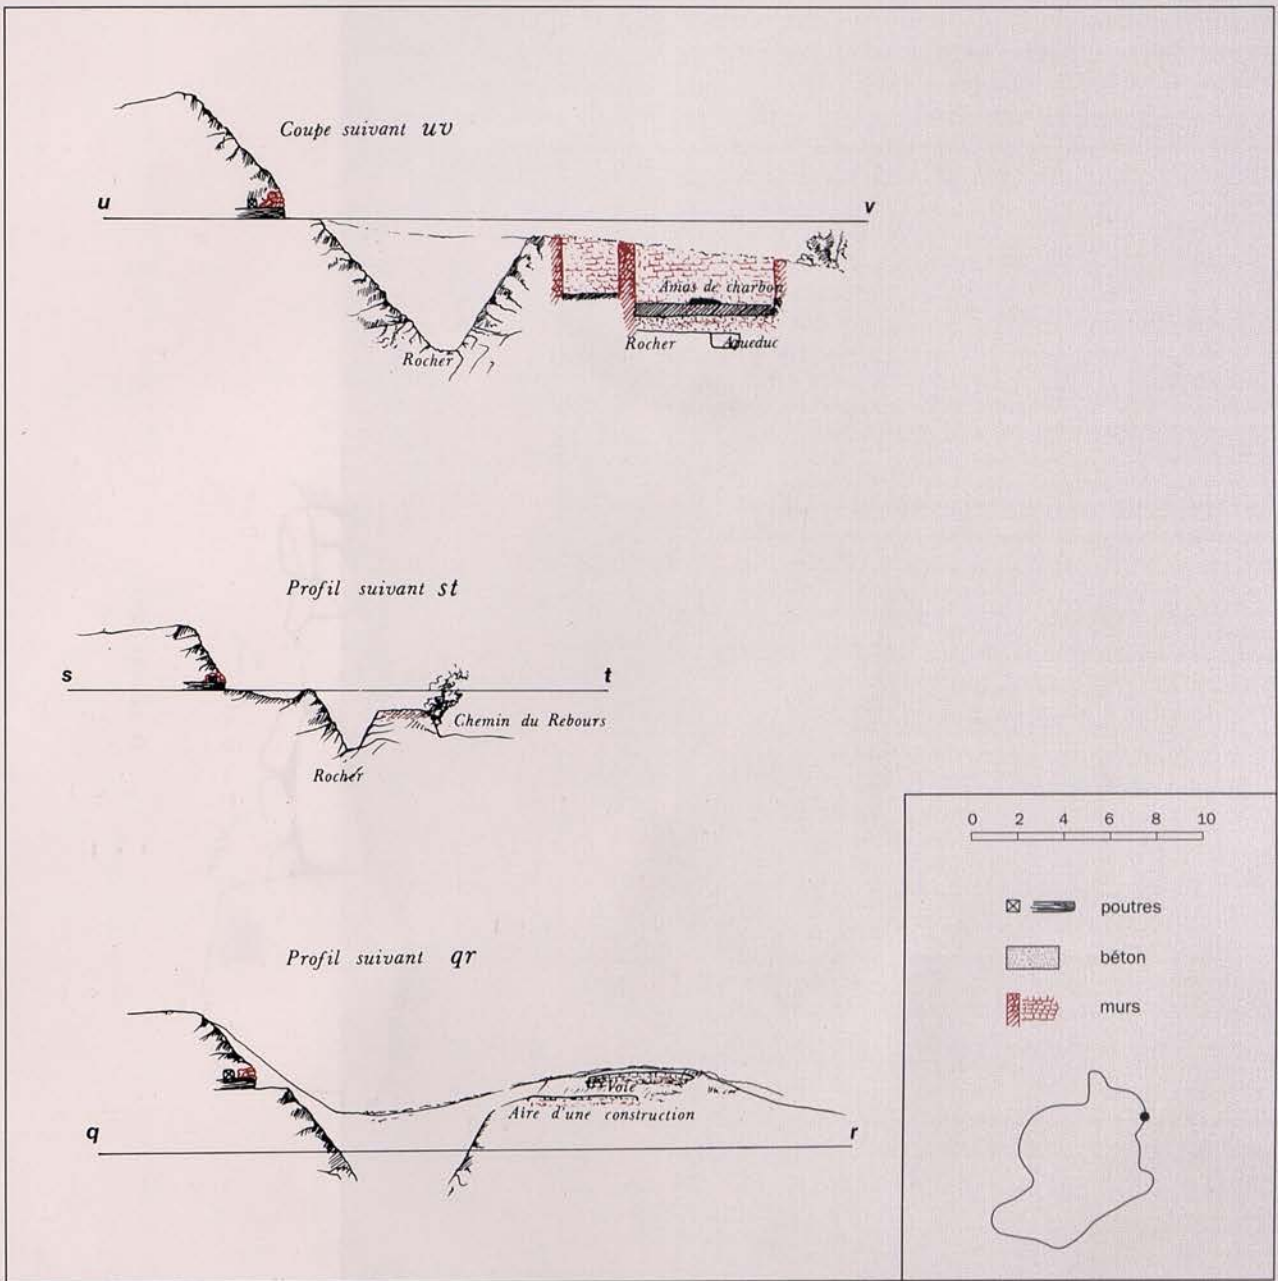 Coupe suivant uv
u
v
Amas de charbon
Rocher
Rocher
Aqueduc
Profil suivant st
s
t
Chemin du Rebours
Rocher
Profil suivant qr
Voie
Aire d'une construction
q
r
0 2 4 6 8 10
poutres
béton
murs